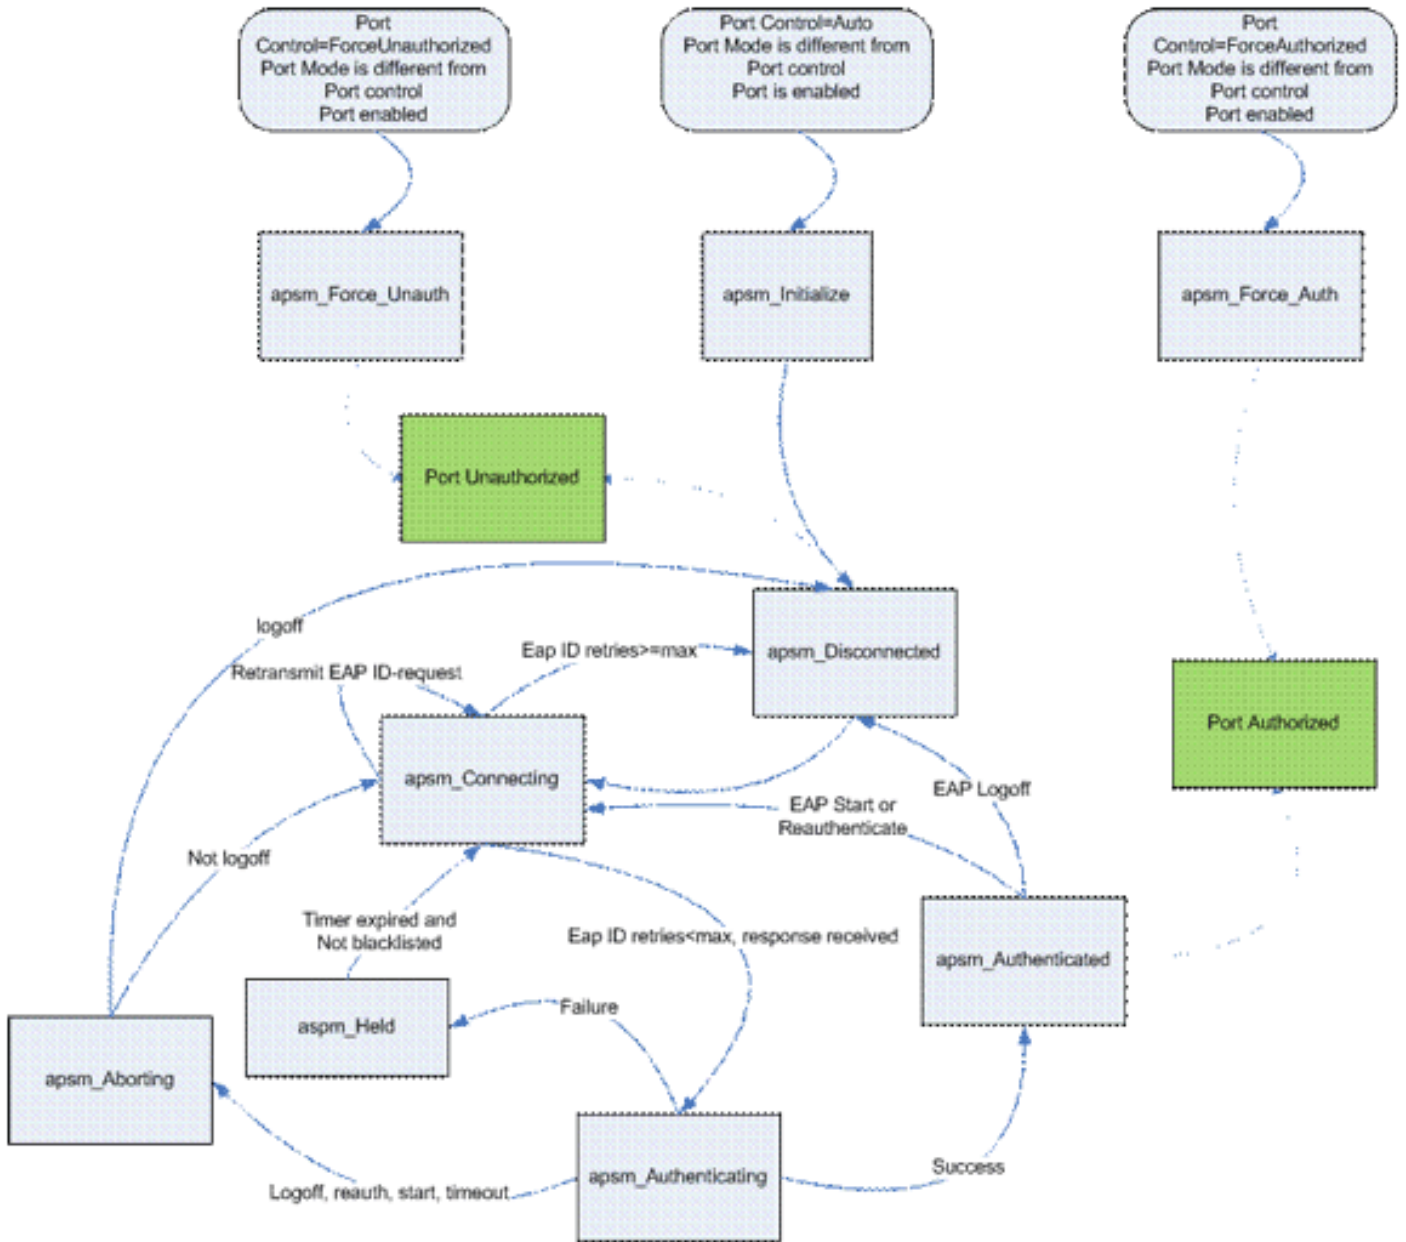 Port
Control=ForceUnauthorized
Port Mode is different from
Port control
Port enabled
Port Control=Auto
Port Mode is different from
Port control
Port is enabled
Port
Control=ForceAuthorized
Port Mode is different from
Port control
Port enabled
apsm_Force_Unauth
apsm_Initialize
apsm_Force_Auth
Port Unauthorized
logoff
Eap ID retries>=max
apsm_Disconnected
Retransmit EAP ID-request
Port Authorized
apsm_Connecting
EAP Logoff
EAP Start or
Reauthenticate
Not logoff
Timer expired and
Not blacklisted
Eap ID retries<max, response received
apsm_Authenticated
Failure
aspm_Held
apsm_Aborting
Success
apsm_Authenticating
Logoff, reauth, start, timeout